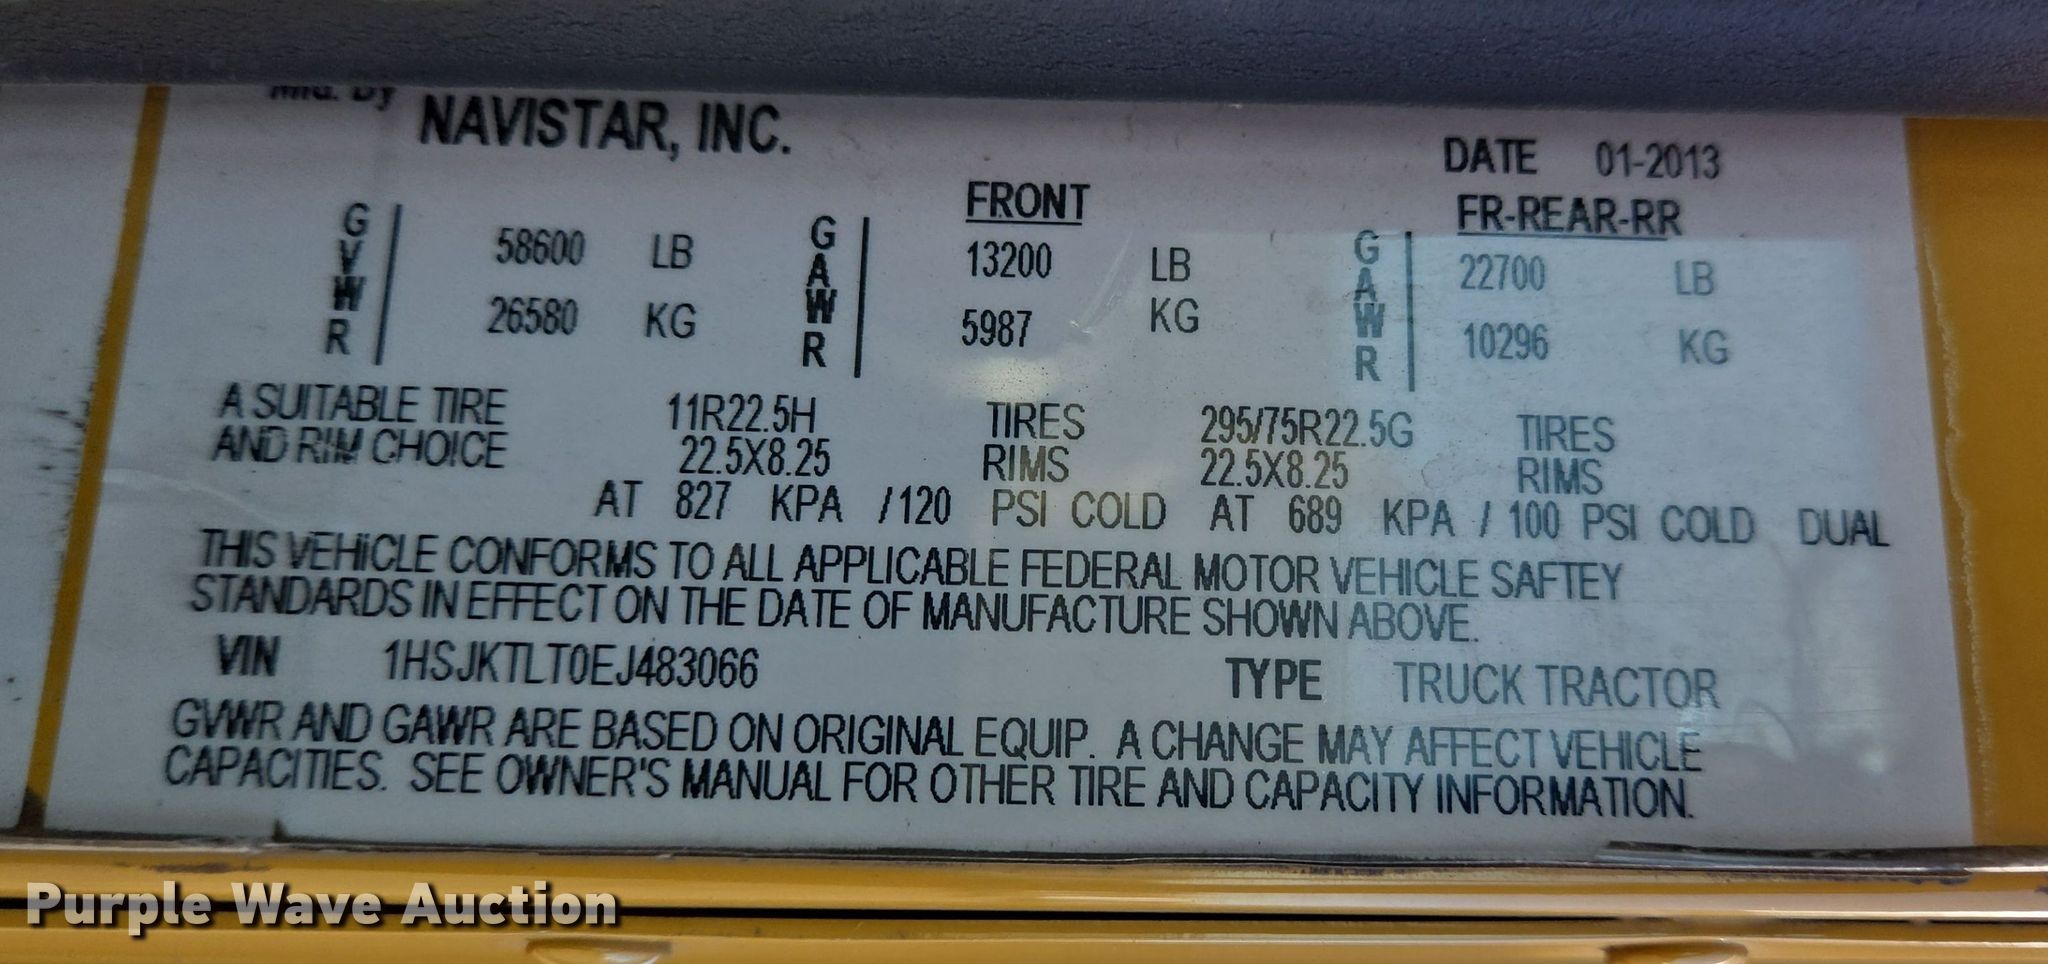 Mfd. By NAVISTAR, INC. DATE 01-2013
FRONT FR-REAR-RR
GVWR 58600 LB GAWR 13200 LB GAWR 22700 LB
26580 KG 5987 KG 10296 KG
A SUITABLE TIRE 11R22.5H TIRES 295/75R22.5G TIRES
AND RIM CHOICE 22.5X8.25 RIMS 22.5X8.25 RIMS
AT 827 KPA /120 PSI COLD AT 689 KPA / 100 PSI COLD DUAL
THIS VEHICLE CONFORMS TO ALL APPLICABLE FEDERAL MOTOR VEHICLE SAFTEY
STANDARDS IN EFFECT ON THE DATE OF MANUFACTURE SHOWN ABOVE.
VIN 1HSJKTLT0EJ483066 TYPE TRUCK TRACTOR
GVWR AND GAWR ARE BASED ON ORIGINAL EQUIP. A CHANGE MAY AFFECT VEHICLE
CAPACITIES. SEE OWNER'S MANUAL FOR OTHER TIRE AND CAPACITY INFORMATION.
Purple Wave Auction